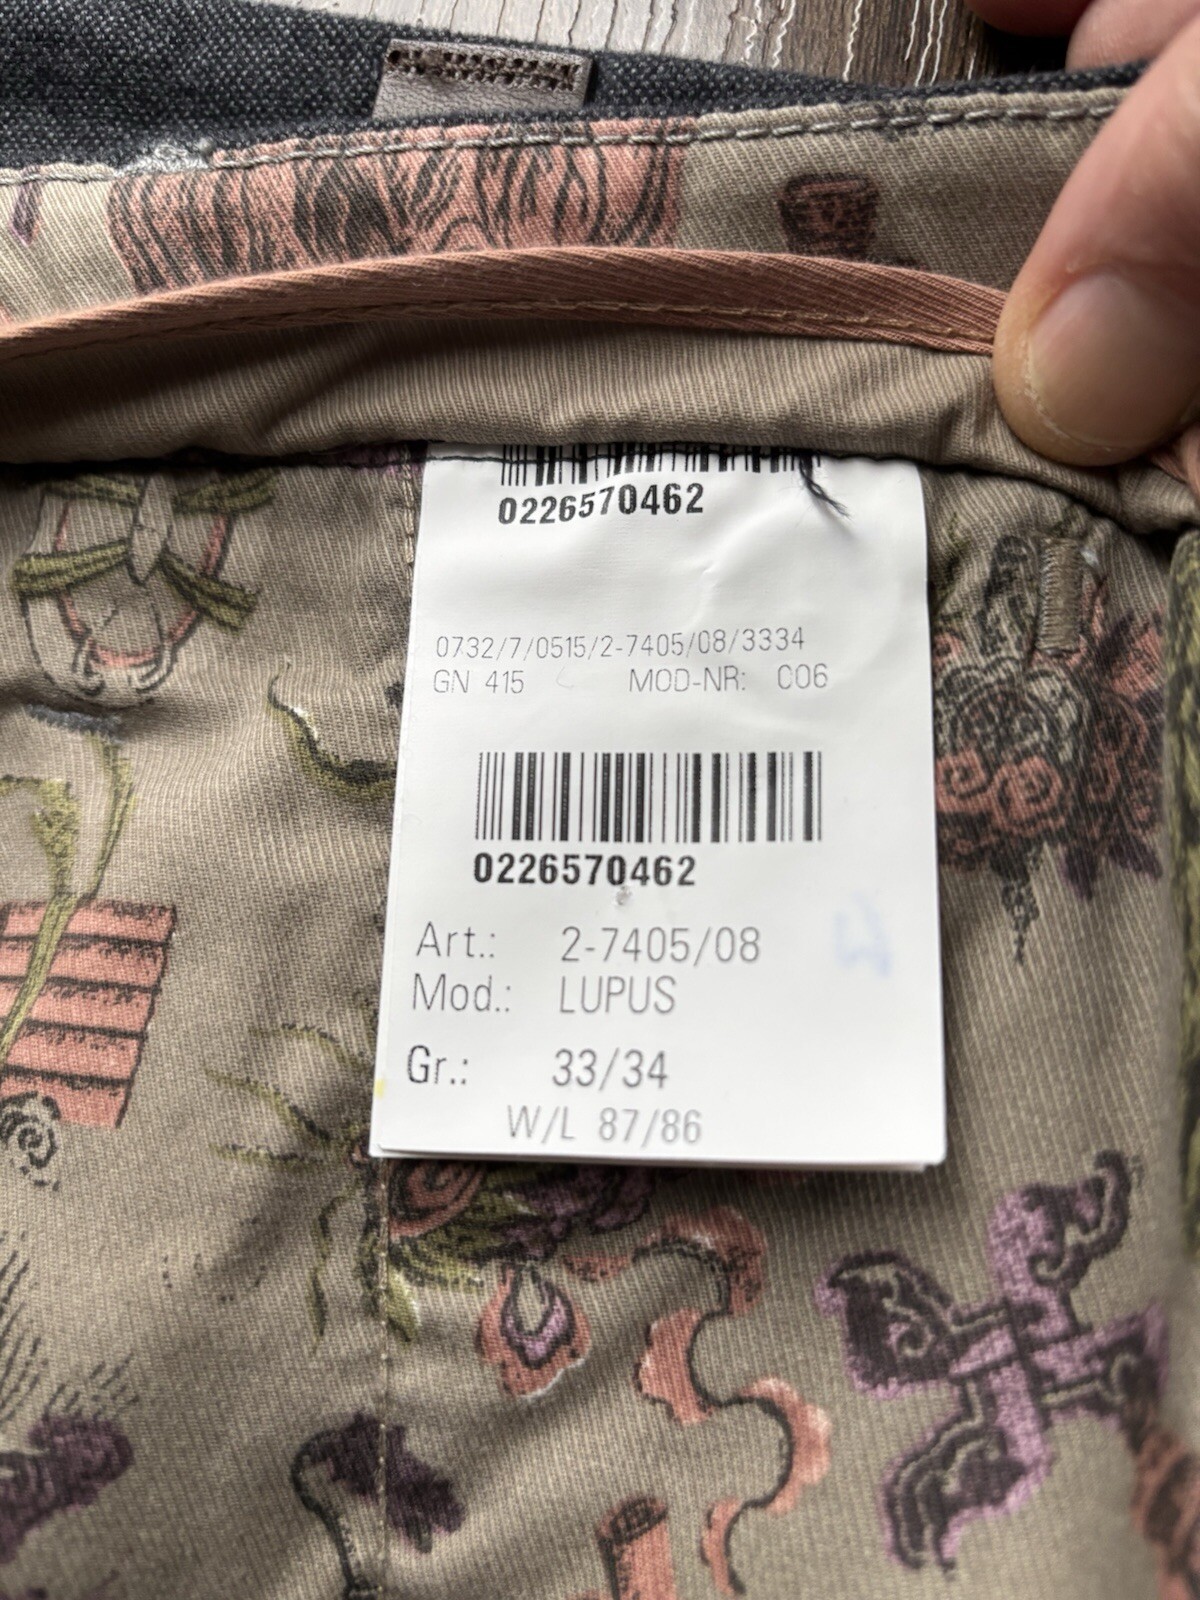 0226570462
0732/7/0515/2-7405/08/3334
GN 415 MOD-NR: C06
0226570462
Art.: 2-7405/08
Mod.: LUPUS
Gr.: 33/34
W/L 87/86